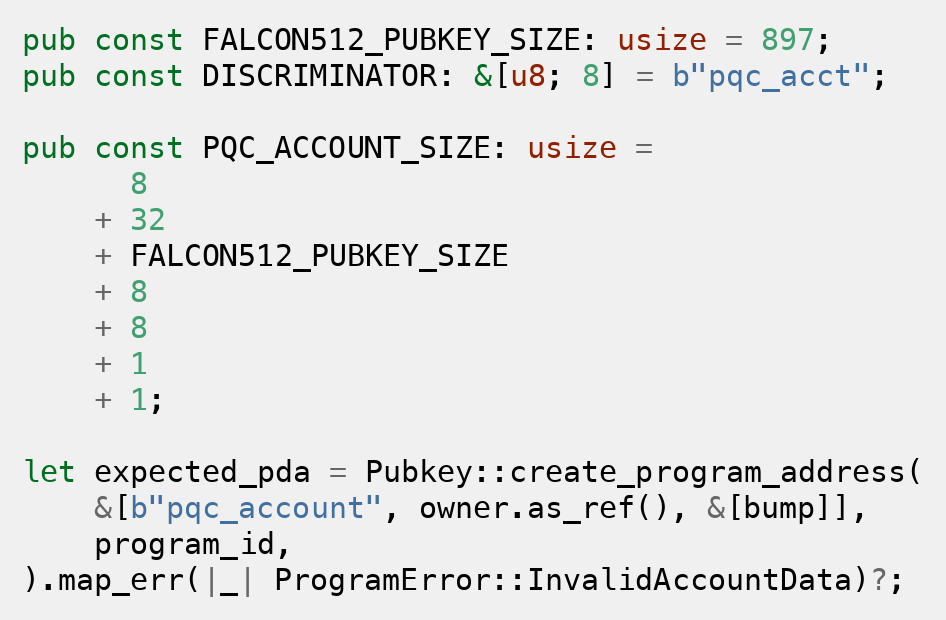 pub const FALCON512_PUBKEY_SIZE: usize = 897;
pub const DISCRIMINATOR: &[u8; 8] = b"pqc_acct";

pub const PQC_ACCOUNT_SIZE: usize =
      8
    + 32
    + FALCON512_PUBKEY_SIZE
    + 8
    + 8
    + 1
    + 1;

let expected_pda = Pubkey::create_program_address(
    &[b"pqc_account", owner.as_ref(), &[bump]],
    program_id,
).map_err(|_| ProgramError::InvalidAccountData)?;